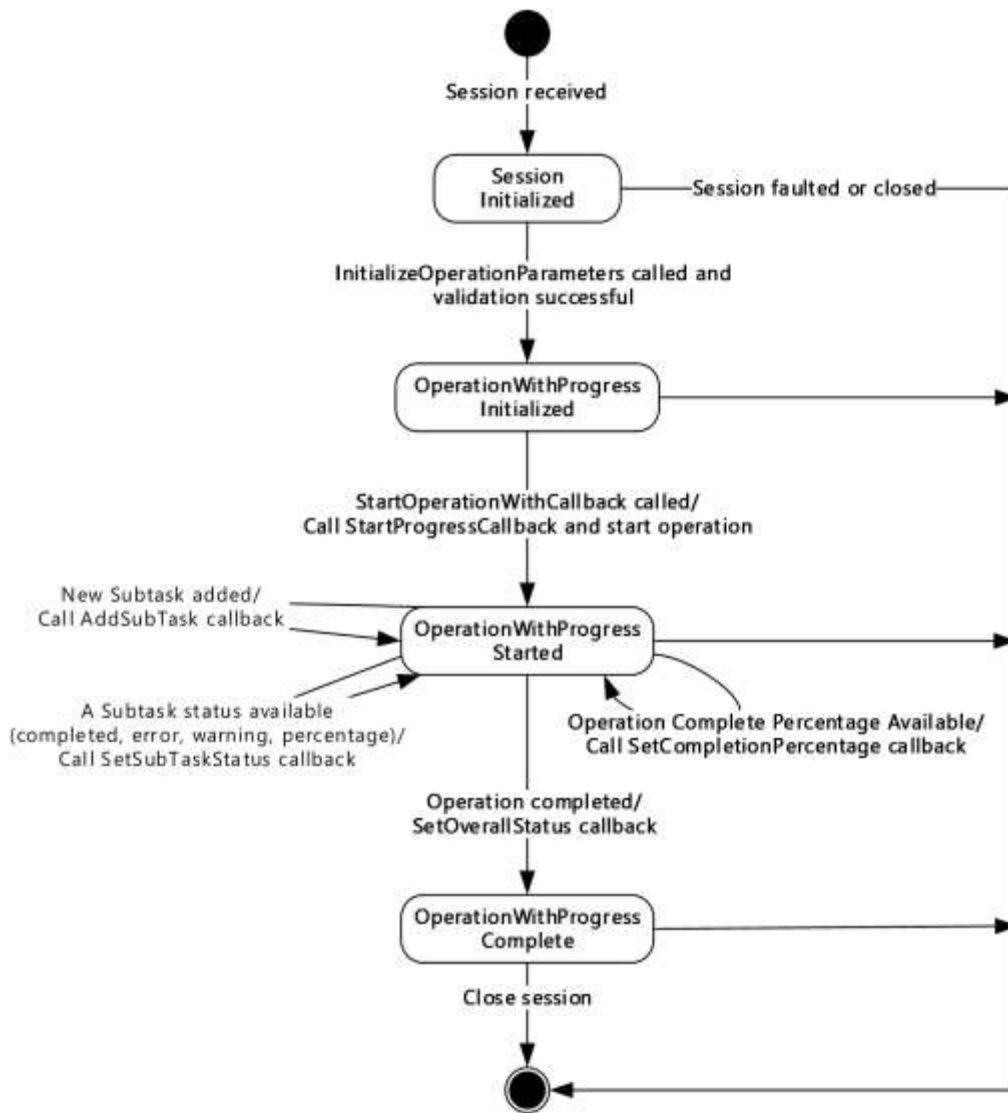 Session received
Session
Initialized
Session faulted or closed
InitializeOperationParameters called and
validation successful
OperationWithProgress
Initialized
StartOperationWithCallback called/
Call StartProgressCallback and start operation
New Subtask added/
Call AddSubTask callback
OperationWithProgress
Started
A Subtask status available
(completed, error, warning, percentage)/
Call SetSubTaskStatus callback
Operation Complete Percentage Available/
Call SetCompletionPercentage callback
Operation completed/
SetOverallStatus callback
OperationWithProgress
Complete
Close session